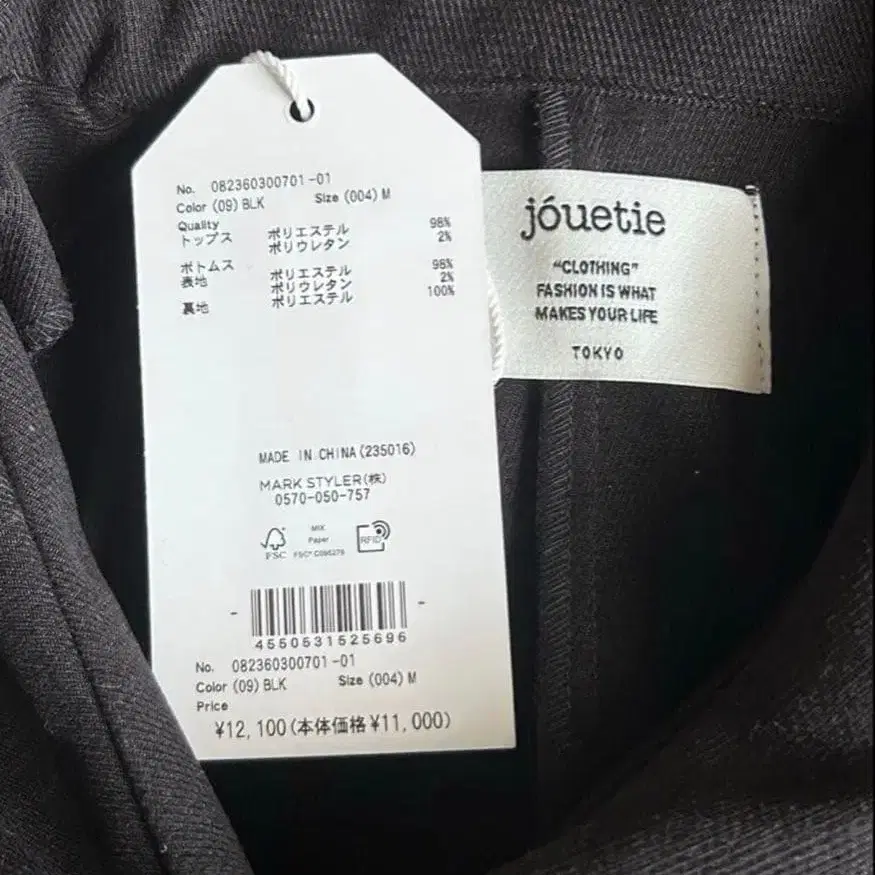 No. 082360300701-01
Color (09) BLK Size (004) M
Quality
トップス ポリエステル 98%
ポリウレタン 2%
ボトムス
表地 ポリエステル 98%
ポリウレタン 2%
裏地 ポリエステル 100%
MADE IN CHINA (235016)
MARK STYLER(株)
0570-050-757
FSC
MIX
Paper
FSC® C095279
RFID
4550531525696
No. 082360300701-01
Color (09) BLK Size (004) M
Price
¥12,100(本体価格¥11,000)
jóuetie
"CLOTHING"
FASHION IS WHAT
MAKES YOUR LIFE
TOKYO